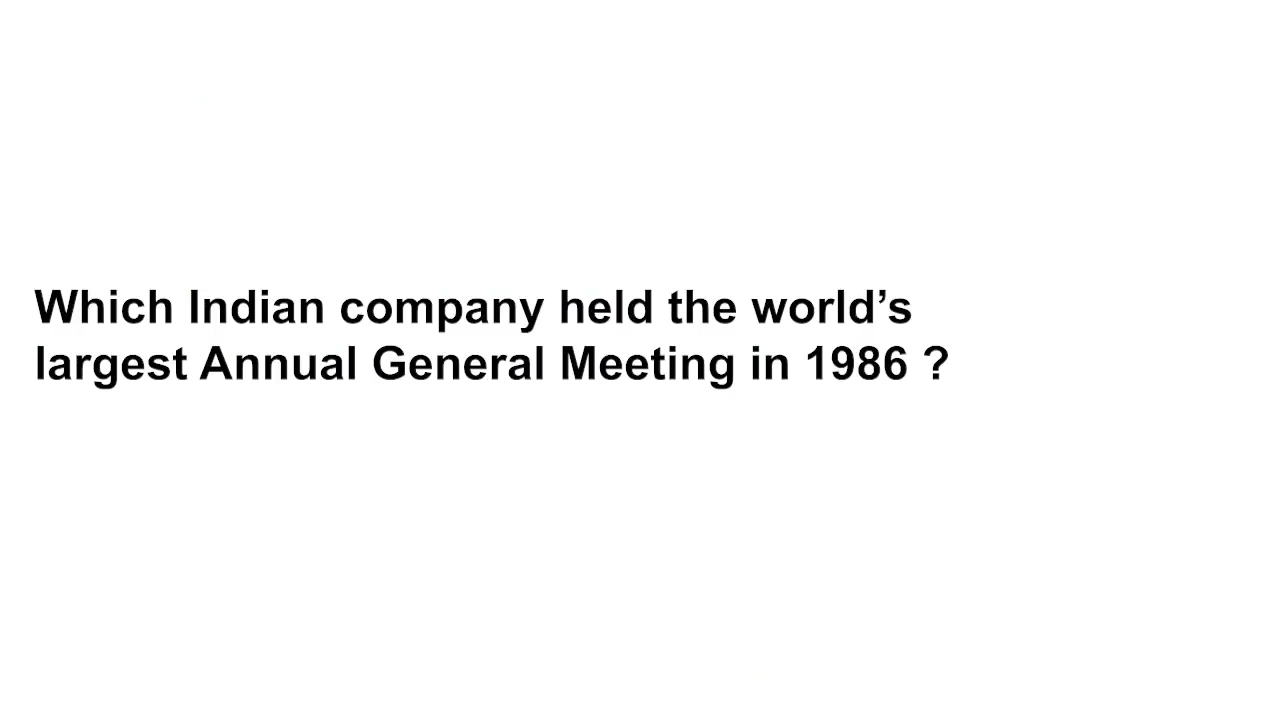 Which Indian company held the world’s
largest Annual General Meeting in 1986 ?